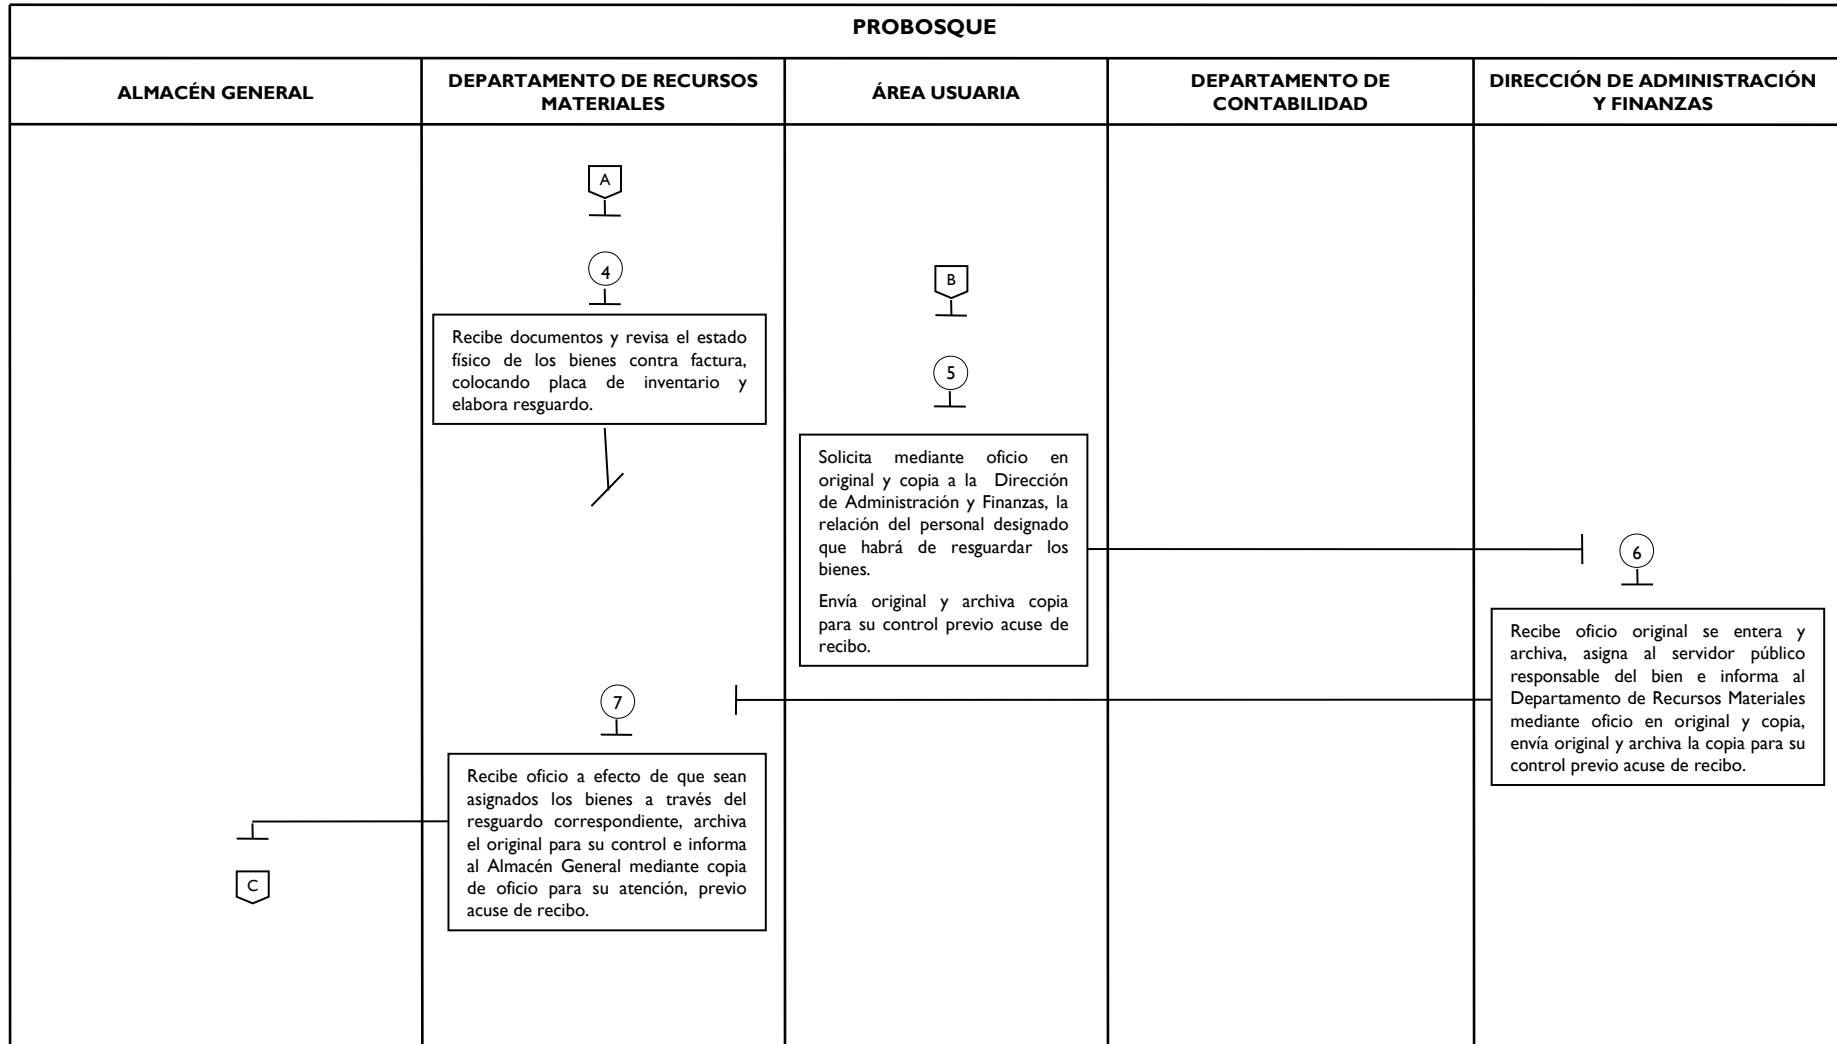 PROBOSQUE
ALMACÉN GENERAL
DEPARTAMENTO DE RECURSOS
MATERIALES
ÁREA USUARIA
DEPARTAMENTO DE
CONTABILIDAD
DIRECCIÓN DE ADMINISTRACIÓN
Y FINANZAS
A
4
Recibe documentos y revisa el estado
físico de los bienes contra factura,
colocando placa de inventario y
elabora resguardo.
B
5
Solicita mediante oficio en
original y copia a la Dirección
de Administración y Finanzas, la
relación del personal designado
que habrá de resguardar los
bienes.
Envía original y archiva copia
para su control previo acuse de
recibo.
6
Recibe oficio original se entera y
archiva, asigna al servidor público
responsable del bien e informa al
Departamento de Recursos Materiales
mediante oficio en original y copia,
envía original y archiva la copia para su
control previo acuse de recibo.
7
Recibe oficio a efecto de que sean
asignados los bienes a través del
resguardo correspondiente, archiva
el original para su control e informa
al Almacén General mediante copia
de oficio para su atención, previo
acuse de recibo.
C